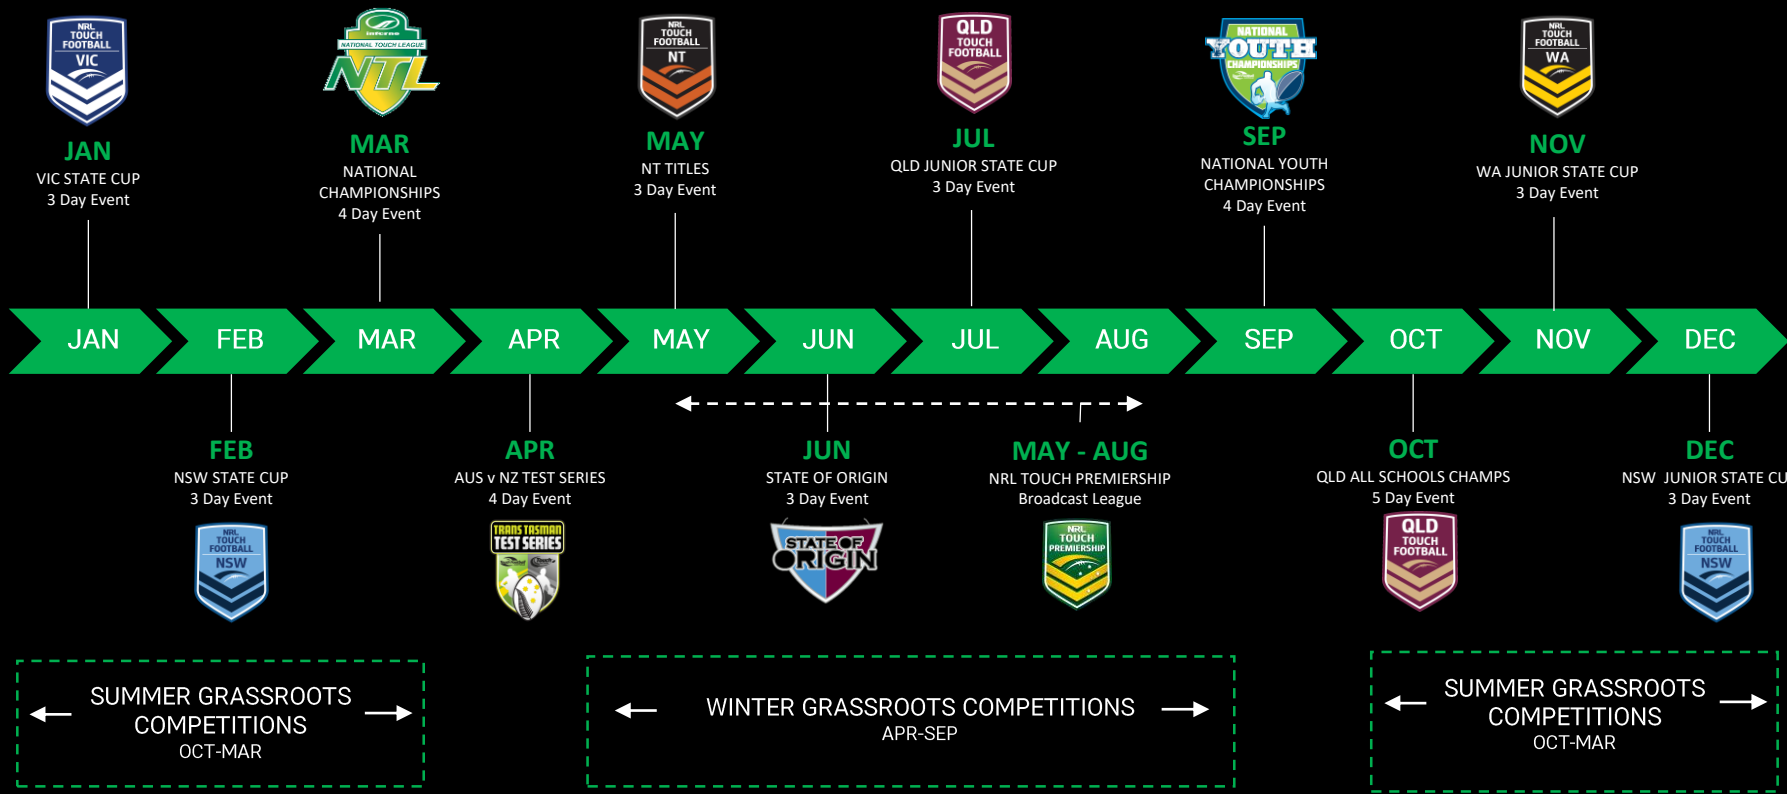 NRL
TOUCH
FOOTBALL
VIC
JAN
VIC STATE CUP
3 Day Event
NATIONAL TOUCH LEAGUE
NTL
MAR
NATIONAL
CHAMPIONSHIPS
4 Day Event
NRL
TOUCH
FOOTBALL
NT
MAY
NT TITLES
3 Day Event
QLD
TOUCH
FOOTBALL
JUL
QLD JUNIOR STATE CUP
3 Day Event
NATIONAL
YOUTH
CHAMPIONSHIPS
SEP
NATIONAL YOUTH
CHAMPIONSHIPS
4 Day Event
NRL
TOUCH
FOOTBALL
WA
NOV
WA JUNIOR STATE CUP
3 Day Event
JAN
FEB
MAR
APR
MAY
JUN
JUL
AUG
SEP
OCT
NOV
DEC
FEB
NSW STATE CUP
3 Day Event
NRL
TOUCH
FOOTBALL
NSW
APR
AUS v NZ TEST SERIES
4 Day Event
TRANS TASMAN
TEST SERIES
JUN
STATE OF ORIGIN
3 Day Event
STATE OF
ORIGIN
MAY - AUG
NRL TOUCH PREMIERSHIP
Broadcast League
NRL
TOUCH
PREMIERSHIP
OCT
QLD ALL SCHOOLS CHAMPS
5 Day Event
QLD
TOUCH
FOOTBALL
DEC
NSW JUNIOR STATE CU
3 Day Event
NRL
TOUCH
FOOTBALL
NSW
SUMMER GRASSROOTS
COMPETITIONS
OCT-MAR
WINTER GRASSROOTS COMPETITIONS
APR-SEP
SUMMER GRASSROOTS
COMPETITIONS
OCT-MAR